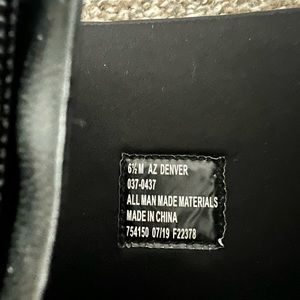 6½M AZ DENVER
037-0437
ALL MAN MADE MATERIALS
MADE IN CHINA
754150 07/19 F22378